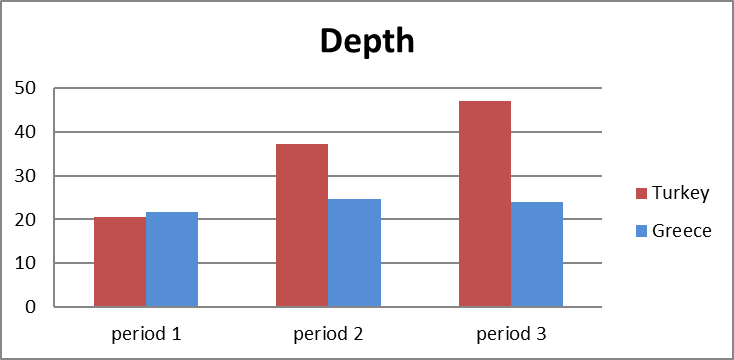 Depth
50
40
30
20
10
0
period 1
period 2
period 3
Turkey
Greece